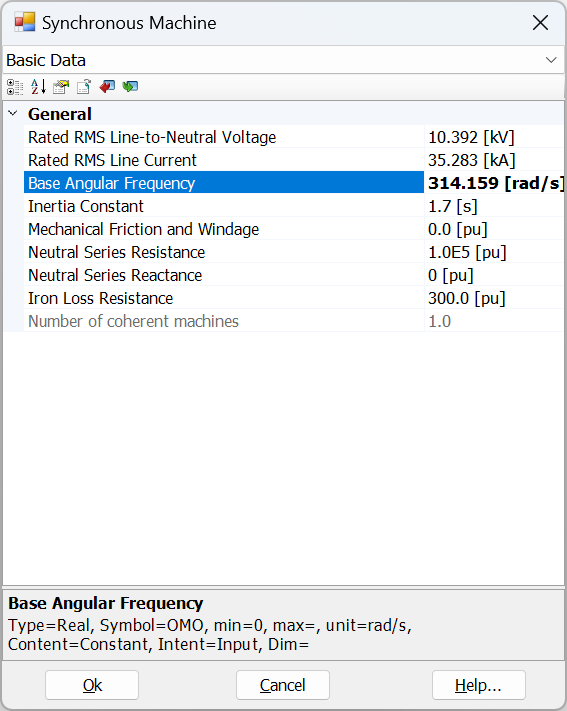 Synchronous Machine
Basic Data
General
Rated RMS Line-to-Neutral Voltage 10.392 [kV]
Rated RMS Line Current 35.283 [kA]
Base Angular Frequency 314.159 [rad/s]
Inertia Constant 1.7 [s]
Mechanical Friction and Windage 0.0 [pu]
Neutral Series Resistance 1.0E5 [pu]
Neutral Series Reactance 0 [pu]
Iron Loss Resistance 300.0 [pu]
Number of coherent machines 1.0
Base Angular Frequency
Type=Real, Symbol=OMO, min=0, max=, unit=rad/s,
Content=Constant, Intent=Input, Dim=
Ok Cancel Help...